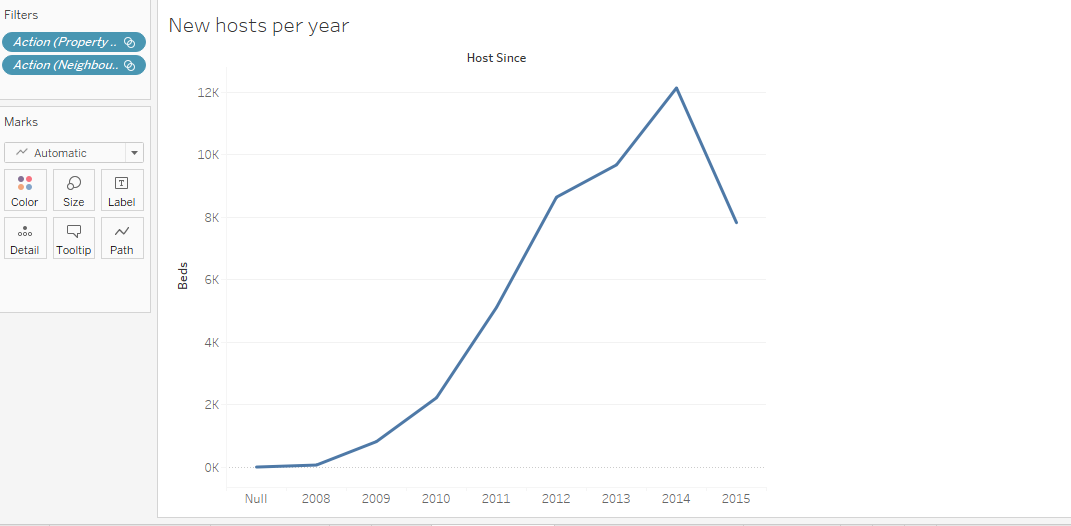 Filters
Action (Property ..
Action (Neighbou..
Marks
Automatic
Color
Size
T
Label
Detail
Tooltip
Path
New hosts per year
Host Since
12K
10K
8K
6K
4K
2K
0K
Beds
Null 2008 2009 2010 2011 2012 2013 2014 2015